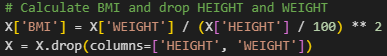 # Calculate BMI and drop HEIGHT and WEIGHT
X['BMI'] = X['WEIGHT'] / (X['HEIGHT'] / 100) ** 2
X = X.drop(columns=['HEIGHT', 'WEIGHT'])